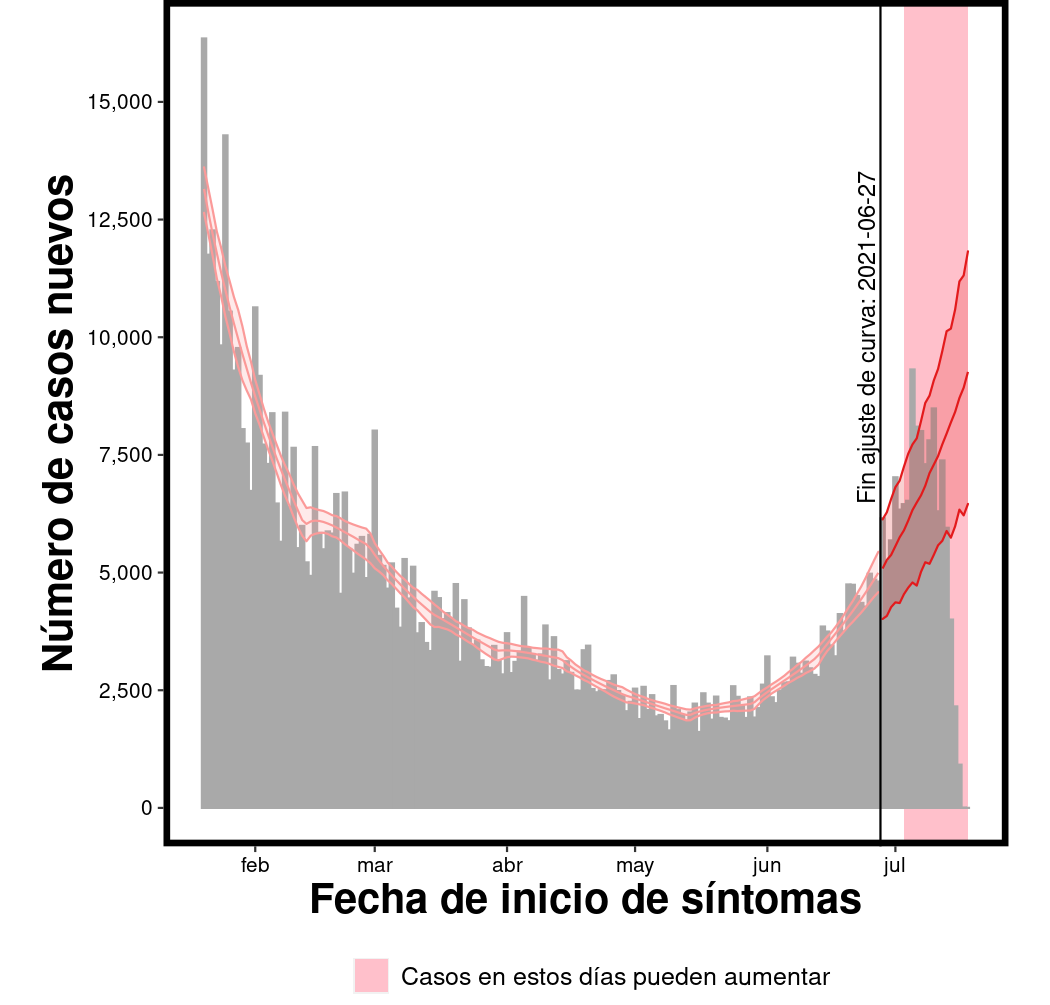 Número de casos nuevos
15,000
12,500
10,000
7,500
5,000
2,500
0
Fin ajuste de curva: 2021-06-27
feb mar abr may jun jul
Fecha de inicio de síntomas
Casos en estos días pueden aumentar